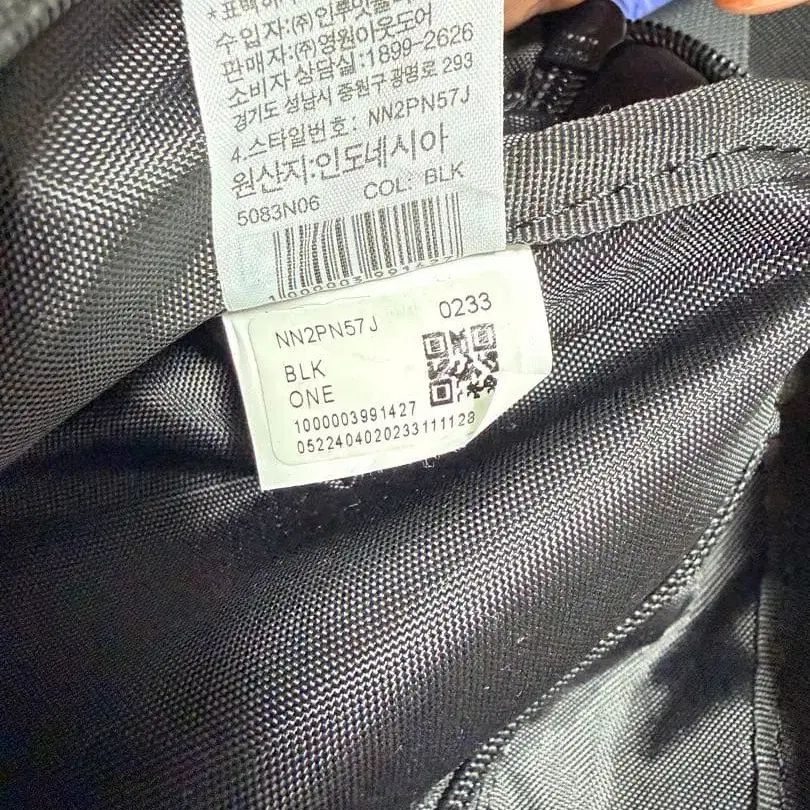 수입자:(주)인투잇홀
판매자:(주)영원아웃도어
소비자 상담실:1899-2626
경기도 성남시 중원구 광명로 293
4.스타일번호: NN2PN57J
원산지:인도네시아
5083N06 COL: BLK
NN2PN57J 0233
BLK
ONE
1000003991427
0522404020233111128